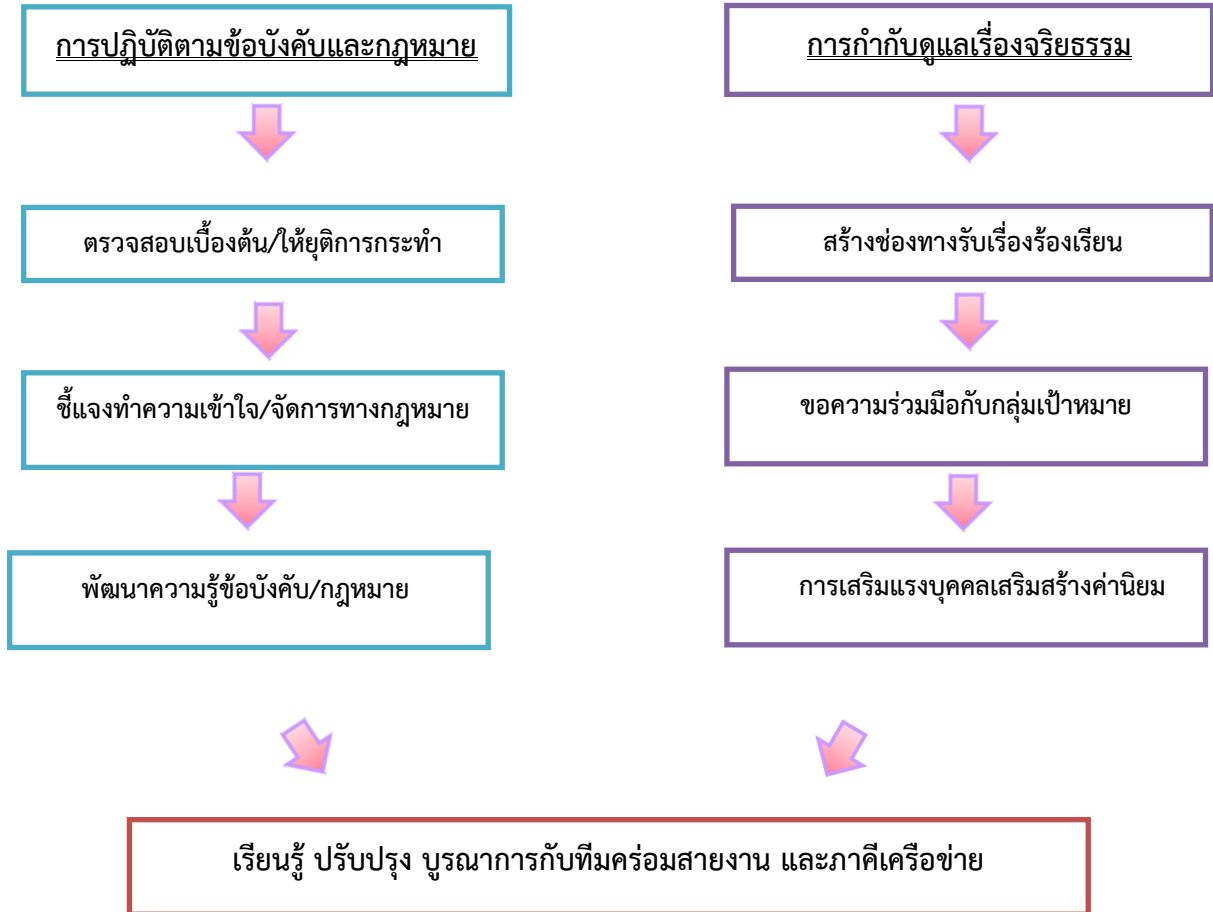 การปฏิบัติตามข้อบังคับและกฎหมาย
ตรวจสอบเบื้องต้น/ให้ยุติการกระทำ
ชี้แจงทำความเข้าใจ/จัดการทางกฎหมาย
พัฒนาความรู้ข้อบังคับ/กฎหมาย
การกำกับดูแลเรื่องจริยธรรม
สร้างช่องทางรับเรื่องร้องเรียน
ขอความร่วมมือกับกลุ่มเป้าหมาย
การเสริมแรงบุคคลเสริมสร้างค่านิยม
เรียนรู้ ปรับปรุง บูรณาการกับทีมคร่อมสายงาน และภาคีเครือข่าย